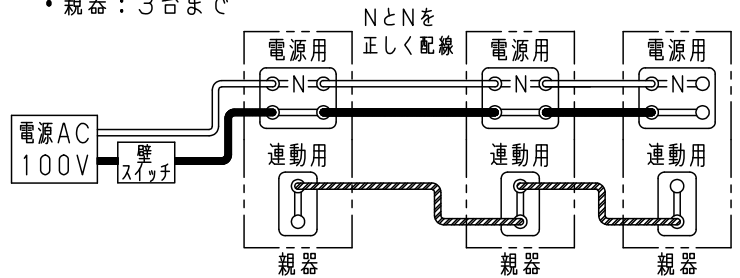 ・親器：３台まで
NとNを
正しく配線
電源用
電源用
電源用
N
N
N
電源AC
100V
壁
スイッチ
連動用
連動用
連動用
親器
親器
親器